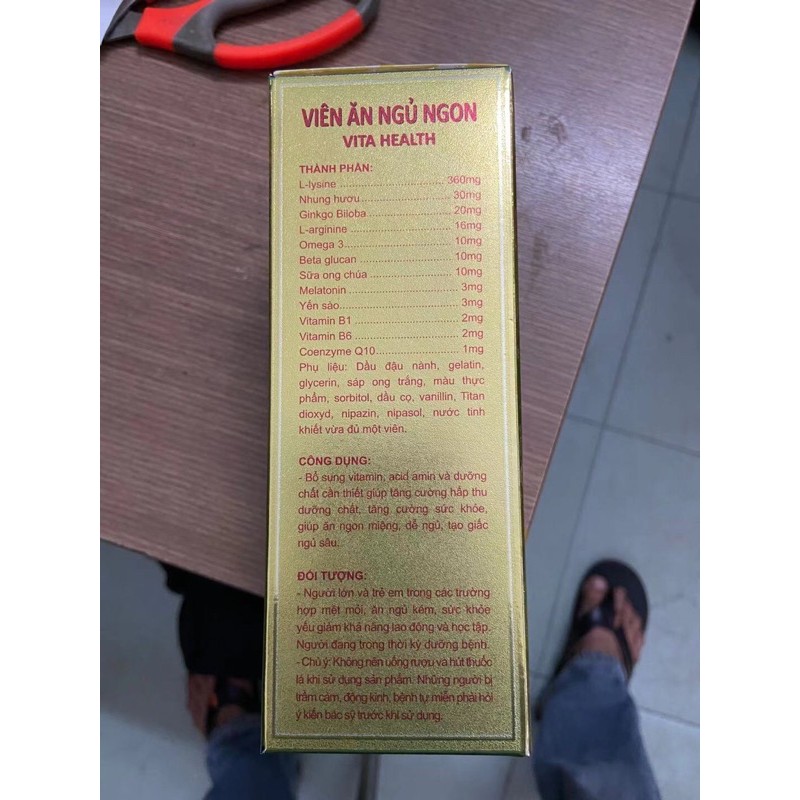 VIÊN ĂN NGỦ NGON
VITA HEALTH
THÀNH PHẦN:
L-lysine ........................ 360mg
Nhung hươu........................ 30mg
Ginkgo Biloba ........................ 20mg
L-arginine ........................ 16mg
Omega 3........................ 10mg
Beta glucan ........................ 10mg
Sữa ong chúa ........................ 10mg
Melatonin ........................ 3mg
Yến sào........................ 3mg
Vitamin B1 ........................ 2mg
Vitamin B6 ........................ 2mg
Coenzyme Q10........................ 1mg
Phụ liệu: Dầu đậu nành, gelatin,
glycerin, sáp ong trắng, màu thực
phẩm, sorbitol, dầu cọ, vanillin, Titan
dioxyd, nipazin, nipasol, nước tinh
khiết vừa đủ một viên.
CÔNG DỤNG:
- Bổ sung vitamin, acid amin và dưỡng
chất cần thiết giúp tăng cường hấp thu
dưỡng chất, tăng cường sức khỏe,
giúp ăn ngon miệng, dễ ngủ, tạo giấc
ngủ sâu.
ĐỐI TƯỢNG:
- Người lớn và trẻ em trong các trường
hợp mệt mỏi, ăn ngủ kém, sức khỏe
yếu giảm khả năng lao động và học tập.
Người đang trong thời kỳ dưỡng bệnh.
- Chú ý: Không nên uống rượu và hút thuốc
lá khi sử dụng sản phẩm. Những người bị
trầm cảm, động kinh, bệnh tự miễn phải hỏi
ý kiến bác sỹ trước khi sử dụng.